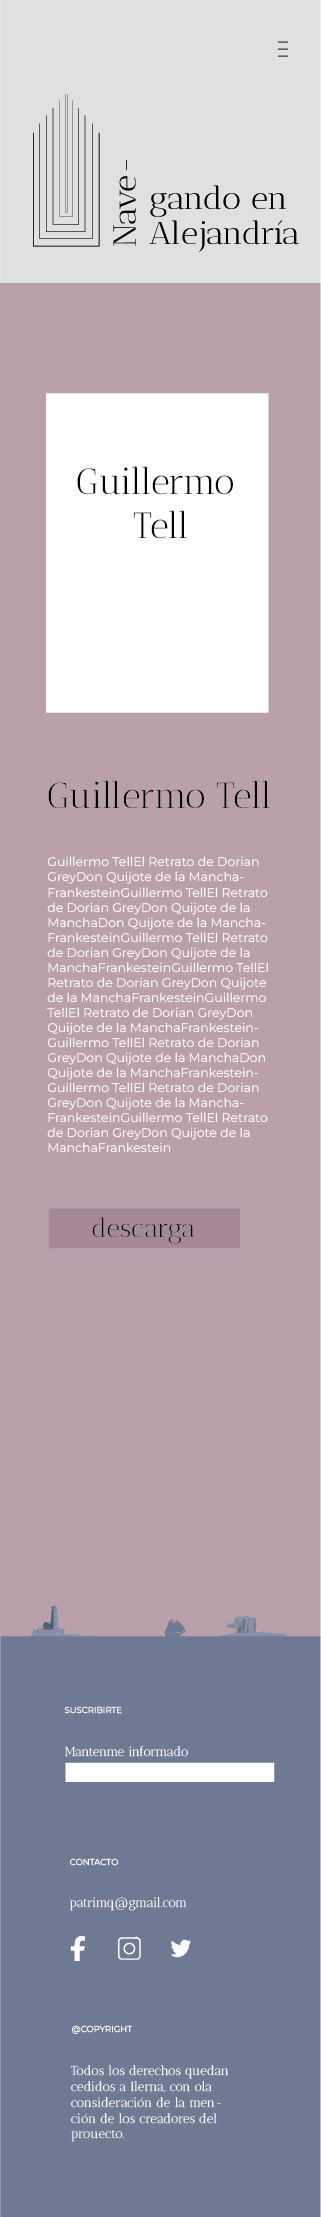 Nave-
gando en
Alejandría
Guillermo
Tell
Guillermo Tell
Guillermo TellEl Retrato de Dorian
GreyDon Quijote de la Mancha-
FrankesteinGuillermo TellEl Retrato
de Dorian GreyDon Quijote de la
ManchaDon Quijote de la Mancha-
FrankesteinGuillermo TellEl Retrato
de Dorian GreyDon Quijote de la
ManchaFrankesteinGuillermo TellEl
Retrato de Dorian GreyDon Quijote
de la ManchaFrankesteinGuillermo
TellEl Retrato de Dorian GreyDon
Quijote de la ManchaFrankestein-
Guillermo TellEl Retrato de Dorian
GreyDon Quijote de la ManchaDon
Quijote de la ManchaFrankestein-
Guillermo TellEl Retrato de Dorian
GreyDon Quijote de la Mancha-
FrankesteinGuillermo TellEl Retrato
de Dorian GreyDon Quijote de la
ManchaFrankestein
descarga
SUSCRIBIRTE
Mantenme informado
CONTACTO
patrimq@gmail.com
@COPYRIGHT
Todos los derechos quedan
cedidos a Ilerna, con ola
consideración de la men-
ción de los creadores del
prouecto.